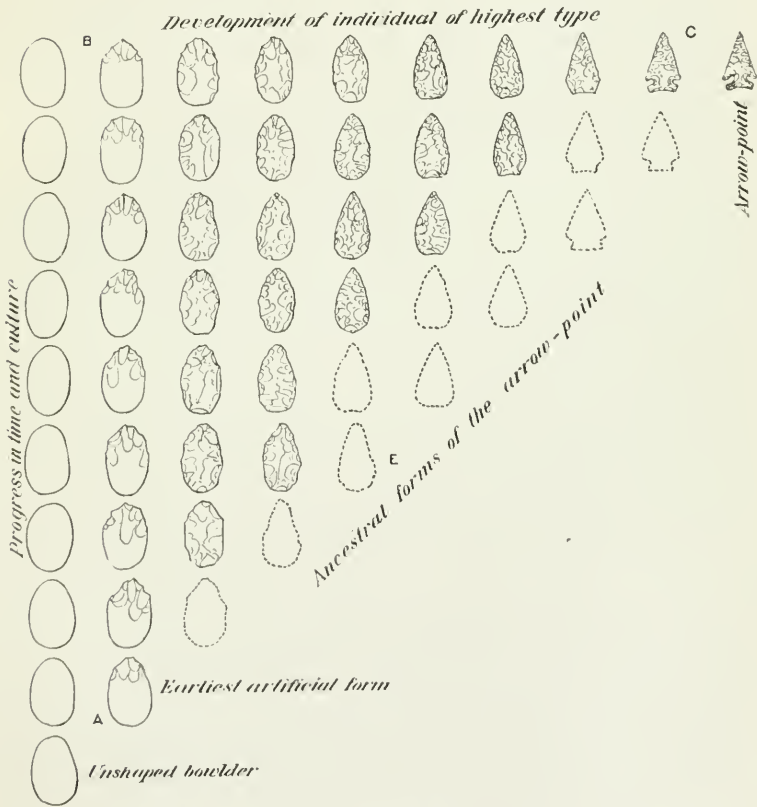 Development of individual of highest type
B
C
Arrow-point
Progress in time and culture
Ancestral forms of the arrow-point
E
Earliest artificial form
A
Unshaped bowlder